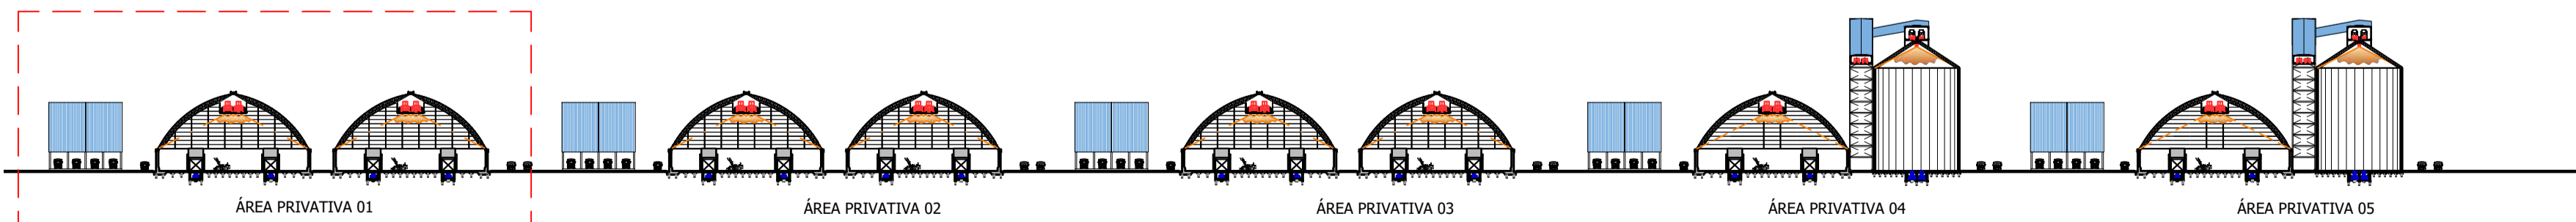 ÁREA PRIVATIVA 01
ÁREA PRIVATIVA 02
ÁREA PRIVATIVA 03
ÁREA PRIVATIVA 04
ÁREA PRIVATIVA 05